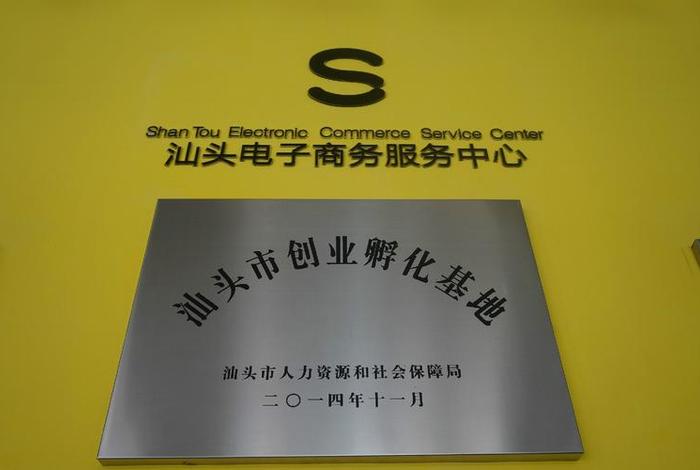 S
Shan Tou Electronic Commerce Service Center
汕头电子商务服务中心
汕头市创业孵化基地
汕头市人力资源和社会保障局
二〇一四年十一月